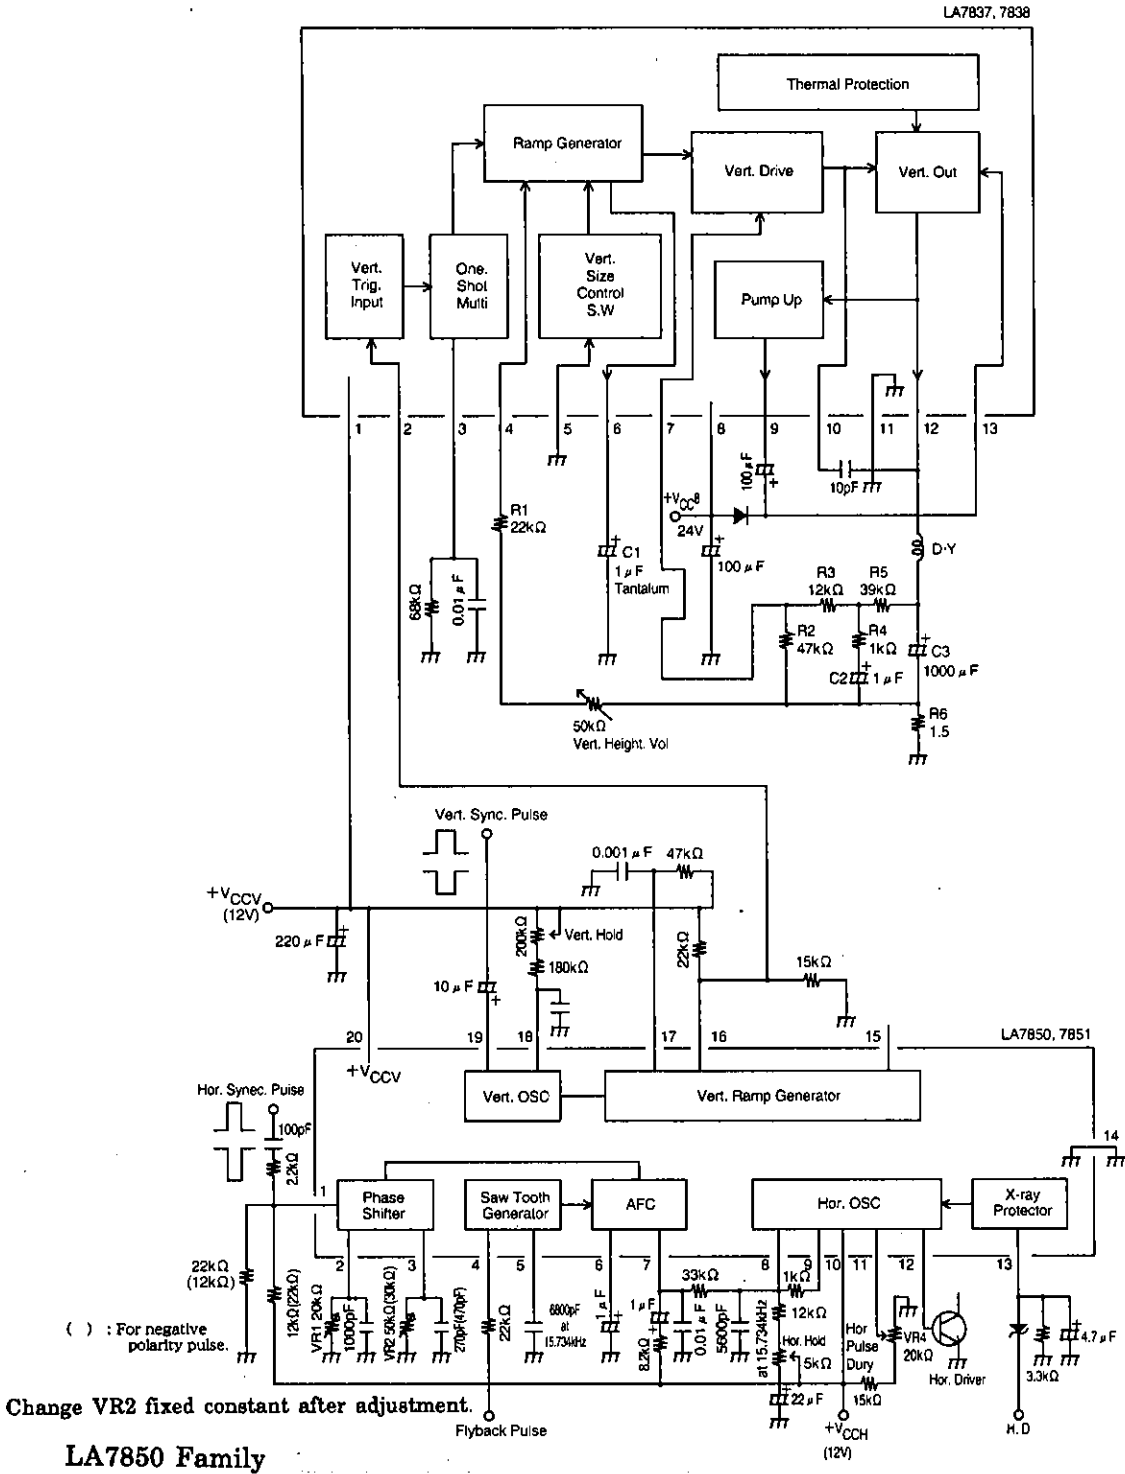 LA7837, 7838
Thermal Protection
Ramp Generator
Vert. Drive
Vert. Out
Vert.
Trig.
Input
One.
Shot
Multi
Vert.
Size
Control
S.W
Pump Up
1
2
3
4
5
6
7
8
9
10
11
12
13
100μF
+
10pF
+VCC8
24V
R1
22kΩ
+
C1
1μF
Tantalum
+
100μF
D·Y
68kΩ
0.01μF
R3
12kΩ
R5
39kΩ
R2
47kΩ
R4
1kΩ
+
C3
1000μF
C2
+
1μF
50kΩ
Vert. Height. Vol
R6
1.5
Vert. Sync. Pulse
0.001μF
47kΩ
+VCCV
(12V)
220μF
+
200kΩ
Vert. Hold
180kΩ
22kΩ
15kΩ
10μF
+
20
19
18
17
16
15
LA7850, 7851
+VCCV
Vert. OSC
Vert. Ramp Generator
Hor. Synec. Pulse
100pF
2.2kΩ
14
1
Phase
Shifter
Saw Tooth
Generator
AFC
Hor. OSC
X-ray
Protector
2
3
4
5
6
7
8
9
10
11
12
13
22kΩ
(12kΩ)
12kΩ(22kΩ)
VR1 20kΩ
1000pF
VR2 50kΩ(30kΩ)
270pF(470pF)
22kΩ
6800pF
at
15.734kHz
1μF
+
1μF
+
8.2kΩ
33kΩ
0.01μF
5600pF
1kΩ
12kΩ
at 15.734kHz
Hor. Hold
5kΩ
+
22μF
Hor
Pulse
Dury
VR4
20kΩ
15kΩ
Hor. Driver
3.3kΩ
+
4.7μF
( ) : For negative
polarity pulse.
Change VR2 fixed constant after adjustment.
Flyback Pulse
+VCCH
(12V)
H.D
LA7850 Family